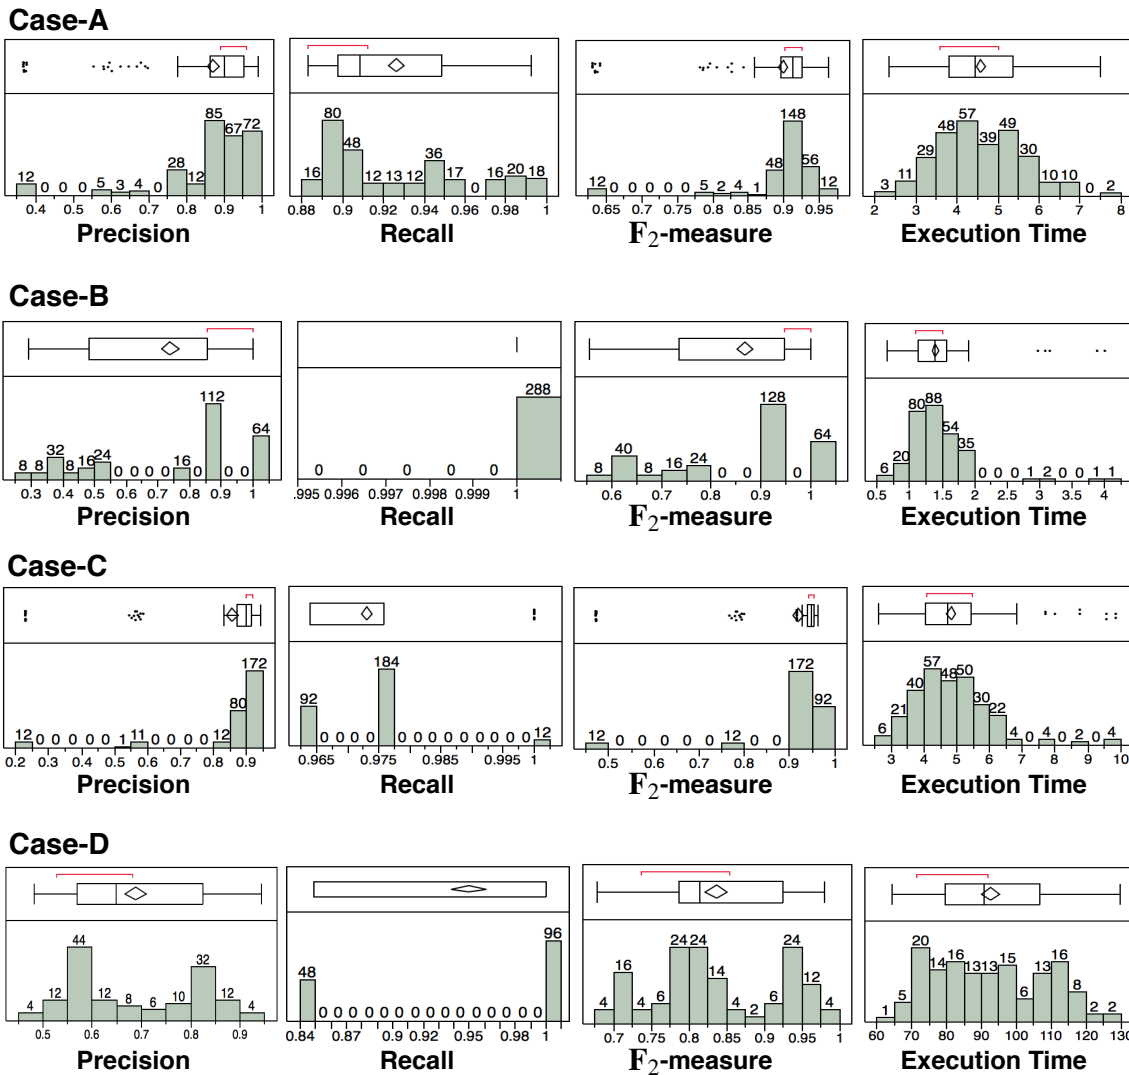 Case-A
12 0 0 0 5 3 4 0 28 12 85 67 72
0.4 0.5 0.6 0.7 0.8 0.9 1
Precision
16 80 48 12 13 12 36 17 0 16 20 18
0.88 0.9 0.92 0.94 0.96 0.98 1
Recall
12 0 0 0 0 0 0 5 2 4 1 48 148 56 12
0.65 0.7 0.75 0.8 0.85 0.9 0.95
F2-measure
3 11 29 48 57 39 49 30 10 10 0 2
2 3 4 5 6 7 8
Execution Time
Case-B
8 8 32 8 16 24 0 0 0 0 16 0 112 0 0 64
0.3 0.4 0.5 0.6 0.7 0.8 0.9 1
Precision
0 0 0 0 0 288
.995 0.996 0.997 0.998 0.999 1
Recall
8 40 8 16 24 0 0 128 0 64
0.6 0.7 0.8 0.9 1
F2-measure
6 20 80 88 54 35 0 0 0 1 2 0 0 1 1
0.5 1 1.5 2 2.5 3 3.5 4
Execution Time
Case-C
12 0 0 0 0 0 1 11 0 0 0 0 12 80 172
0.2 0.3 0.4 0.5 0.6 0.7 0.8 0.9
Precision
92 0 0 0 0 184 0 0 0 0 0 0 0 0 0 12
0.965 0.975 0.985 0.995
Recall
12 0 0 0 0 0 12 0 0 172 92
0.5 0.6 0.7 0.8 0.9 1
F2-measure
6 21 40 57 48 50 30 22 4 0 4 0 2 0 4
3 4 5 6 7 8 9 10
Execution Time
Case-D
4 12 44 12 8 6 10 32 12 4
0.5 0.6 0.7 0.8 0.9
Precision
48 0 0 0 0 0 0 0 0 0 0 0 0 0 0 0 96
0.84 0.87 0.9 0.92 0.95 0.98 1
Recall
4 16 4 6 24 24 14 4 2 6 24 12 4
0.7 0.75 0.8 0.85 0.9 0.95 1
F2-measure
1 5 20 14 16 13 13 15 6 13 16 8 2 2
60 70 80 90 100 110 120 130
Execution Time